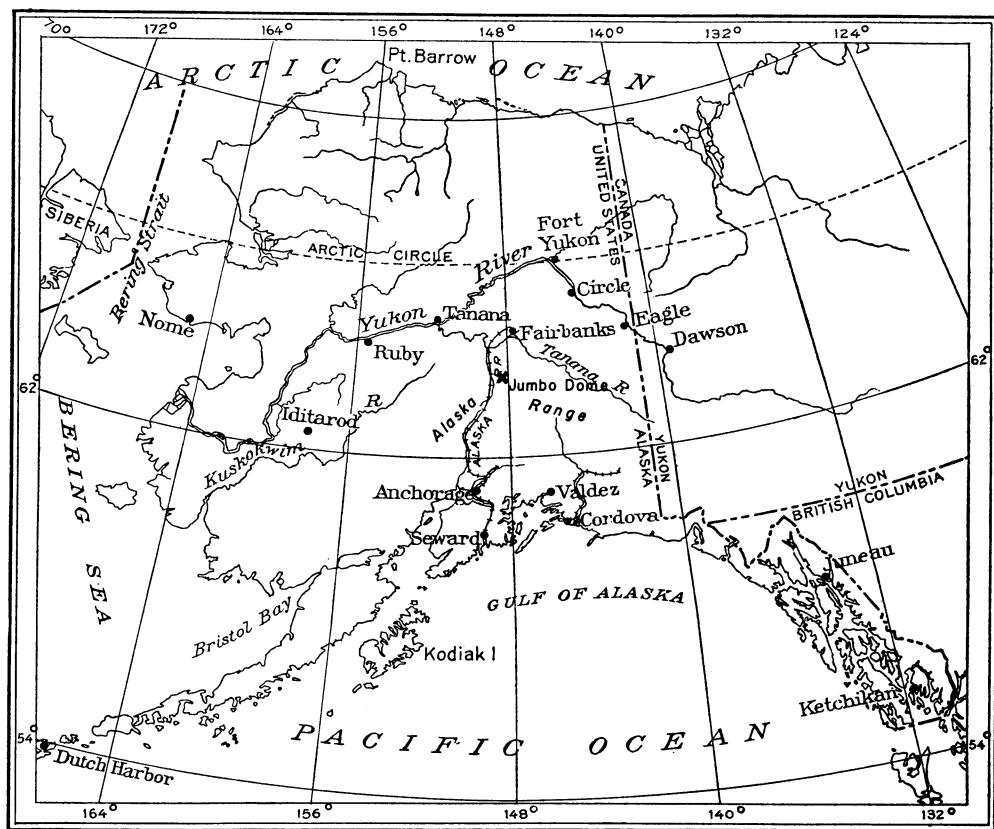 70° 172° 164° 156° 148° 140° 132° 124°
Pt. Barrow
ARCTIC OCEAN
UNITED STATES
CANADA
SIBERIA
Bering Strait
ARCTIC CIRCLE
Fort
Yukon
River
Circle
Nome
Yukon
Tanana
Fairbanks
Eagle
Ruby
Dawson
Tanana R
62°
62°
R R
Jumbo Dome
Alaska
Range
ALASKA
Iditarod
R
Kuskokwim
BERING SEA
ALASKA
YUKON
YUKON
BRITISH COLUMBIA
Anchorage
Valdez
Cordova
Seward
Juneau
GULF OF ALASKA
Bristol Bay
Kodiak I
Ketchikan
54°
PACIFIC OCEAN
54°
Dutch Harbor
164° 156° 148° 140° 132°